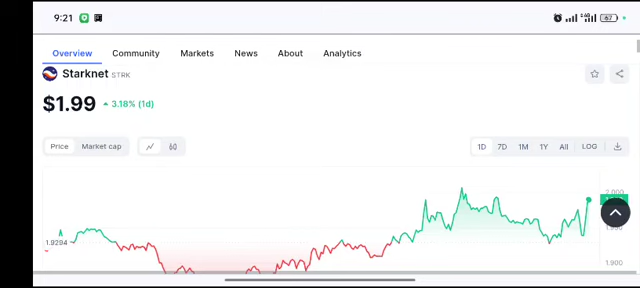 9:21
67
Overview Community Markets News About Analytics
Starknet STRK
$1.99 3.18% (1d)
Price Market cap
1D 7D 1M 1Y All LOG
2.000
1.9294
1.900